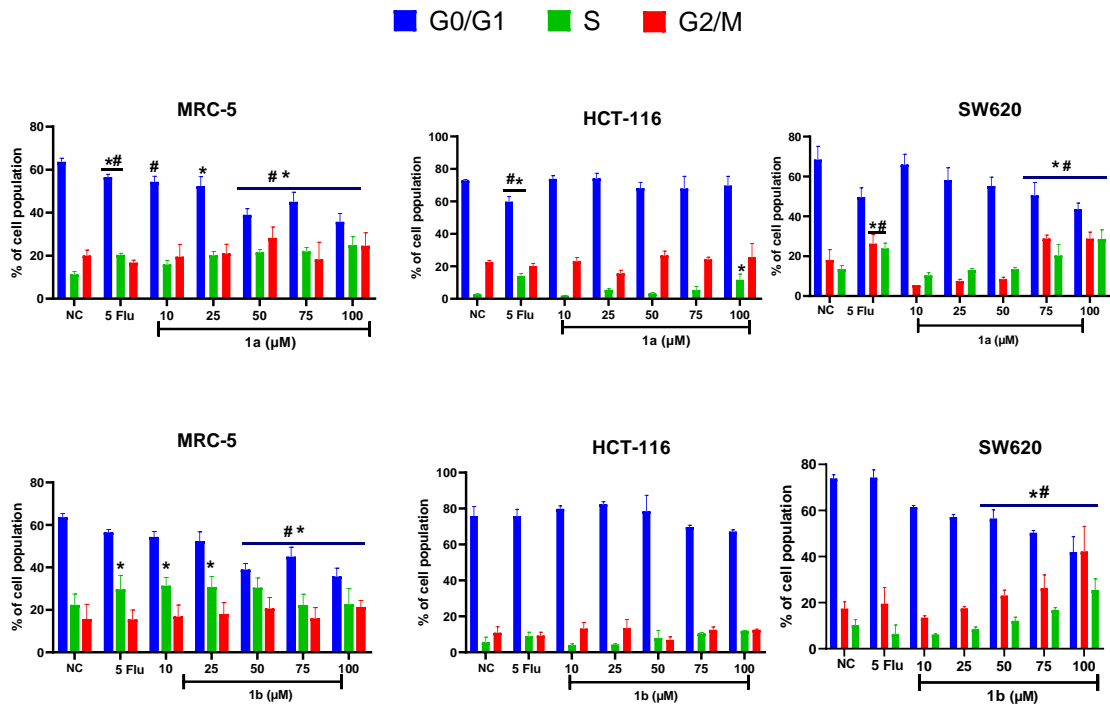 G0/G1 S G2/M
MRC-5
% of cell population
80
60
40
20
0
*#
#
*
# *
NC 5 Flu 10 25 50 75 100
1a (µM)
HCT-116
% of cell population
100
80
60
40
20
0
#*
*
NC 5 Flu 10 25 50 75 100
1a (µM)
SW620
% of cell population
80
60
40
20
0
*#
*#
NC 5 Flu 10 25 50 75 100
1a (µM)
MRC-5
% of cell population
80
60
40
20
0
*
*
*
# *
NC 5 Flu 10 25 50 75 100
1b (µM)
HCT-116
% of cell population
100
80
60
40
20
0
NC 5 Flu 10 25 50 75 100
1b (µM)
SW620
% of cell population
80
60
40
20
0
*#
NC 5 Flu 10 25 50 75 100
1b (µM)